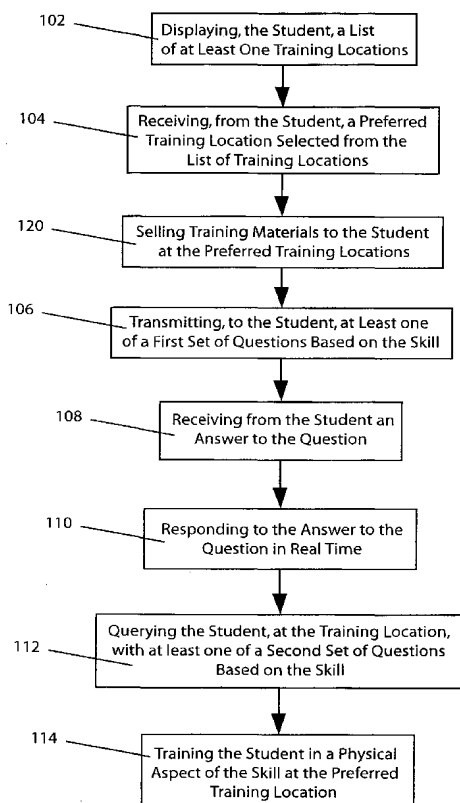 102
Displaying, the Student, a List
of at Least One Training Locations
104
Receiving, from the Student, a Preferred
Training Location Selected from the
List of Training Locations
120
Selling Training Materials to the Student
at the Preferred Training Locations
106
Transmitting, to the Student, at Least one
of a First Set of Questions Based on the Skill
108
Receiving from the Student an
Answer to the Question
110
Responding to the Answer to the
Question in Real Time
112
Querying the Student, at the Training Location,
with at least one of a Second Set of Questions
Based on the Skill
114
Training the Student in a Physical
Aspect of the Skill at the Preferred
Training Location